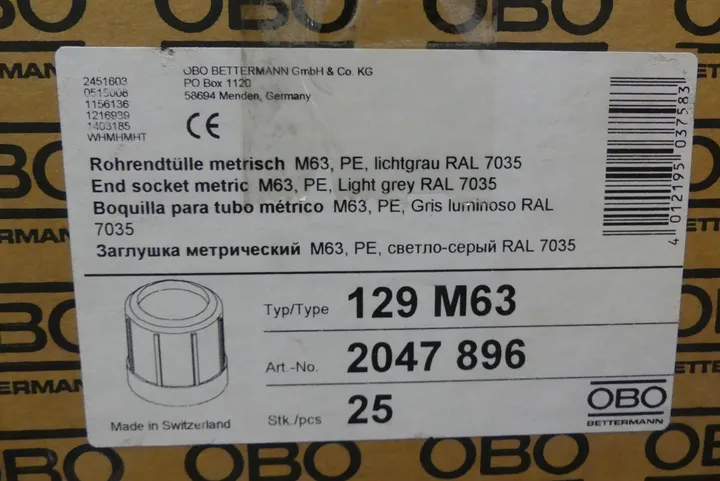 2451603
0515008
1156136
1216939
1403185
WHMHMHT
OBO BETTERMANN GmbH & Co. KG
PO Box 1120
58694 Menden, Germany
CE
4 012195 037583
Rohrendtülle metrisch M63, PE, lichtgrau RAL 7035
End socket metric M63, PE, Light grey RAL 7035
Boquilla para tubo métrico M63, PE, Gris luminoso RAL
7035
Заглушка метрический M63, PE, светло-серый RAL 7035
Typ/Type 129 M63
Art.-No. 2047 896
Stk./pcs 25
Made in Switzerland
OBO
BETTERMANN